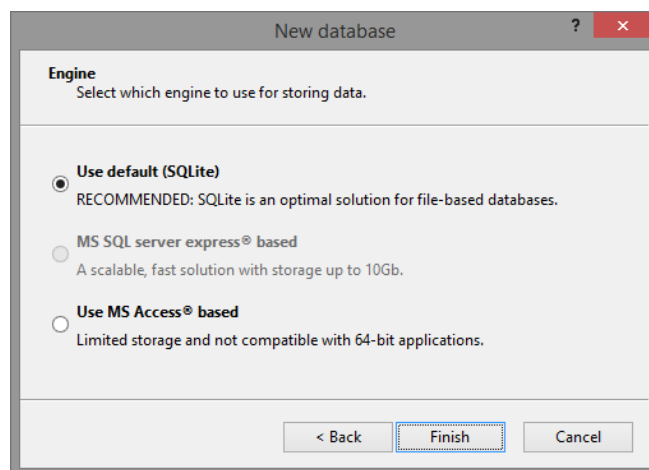 New database
?
×
Engine
Select which engine to use for storing data.
Use default (SQLite)
RECOMMENDED: SQLite is an optimal solution for file-based databases.
MS SQL server express® based
A scalable, fast solution with storage up to 10Gb.
Use MS Access® based
Limited storage and not compatible with 64-bit applications.
< Back Finish Cancel